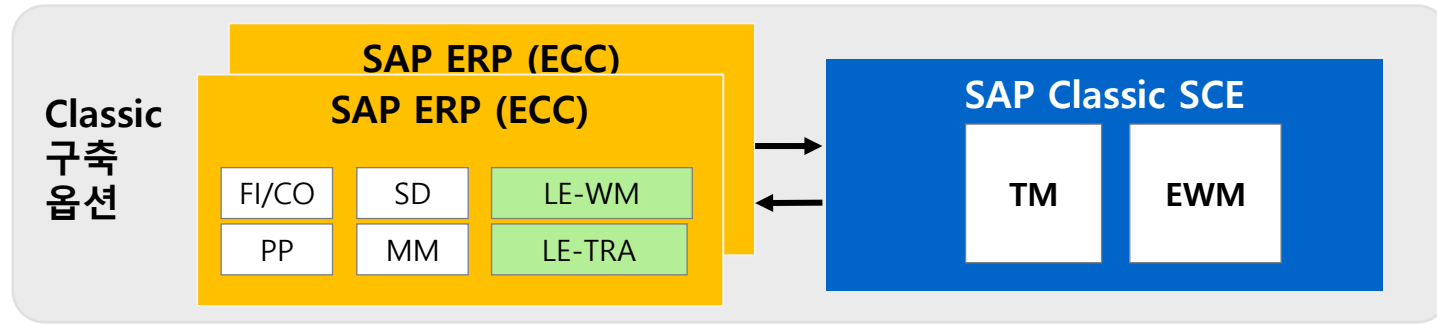 Classic
구축
옵션
SAP ERP (ECC)
SAP ERP (ECC)
FI/CO
SD
LE-WM
PP
MM
LE-TRA
SAP Classic SCE
TM
EWM